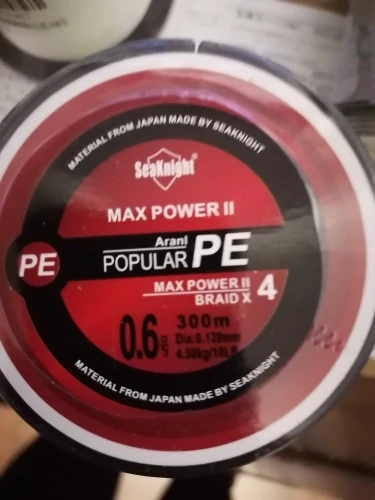 MATERIAL FROM JAPAN MADE BY SEAKNIGHT
SeaKnight
MAX POWER II
PE
Arani
POPULAR PE
MAX POWER II
BRAID X 4
0.6
300m
Dia:0.128mm
4.50kg/10LB
MATERIAL FROM JAPAN MADE BY SEAKNIGHT